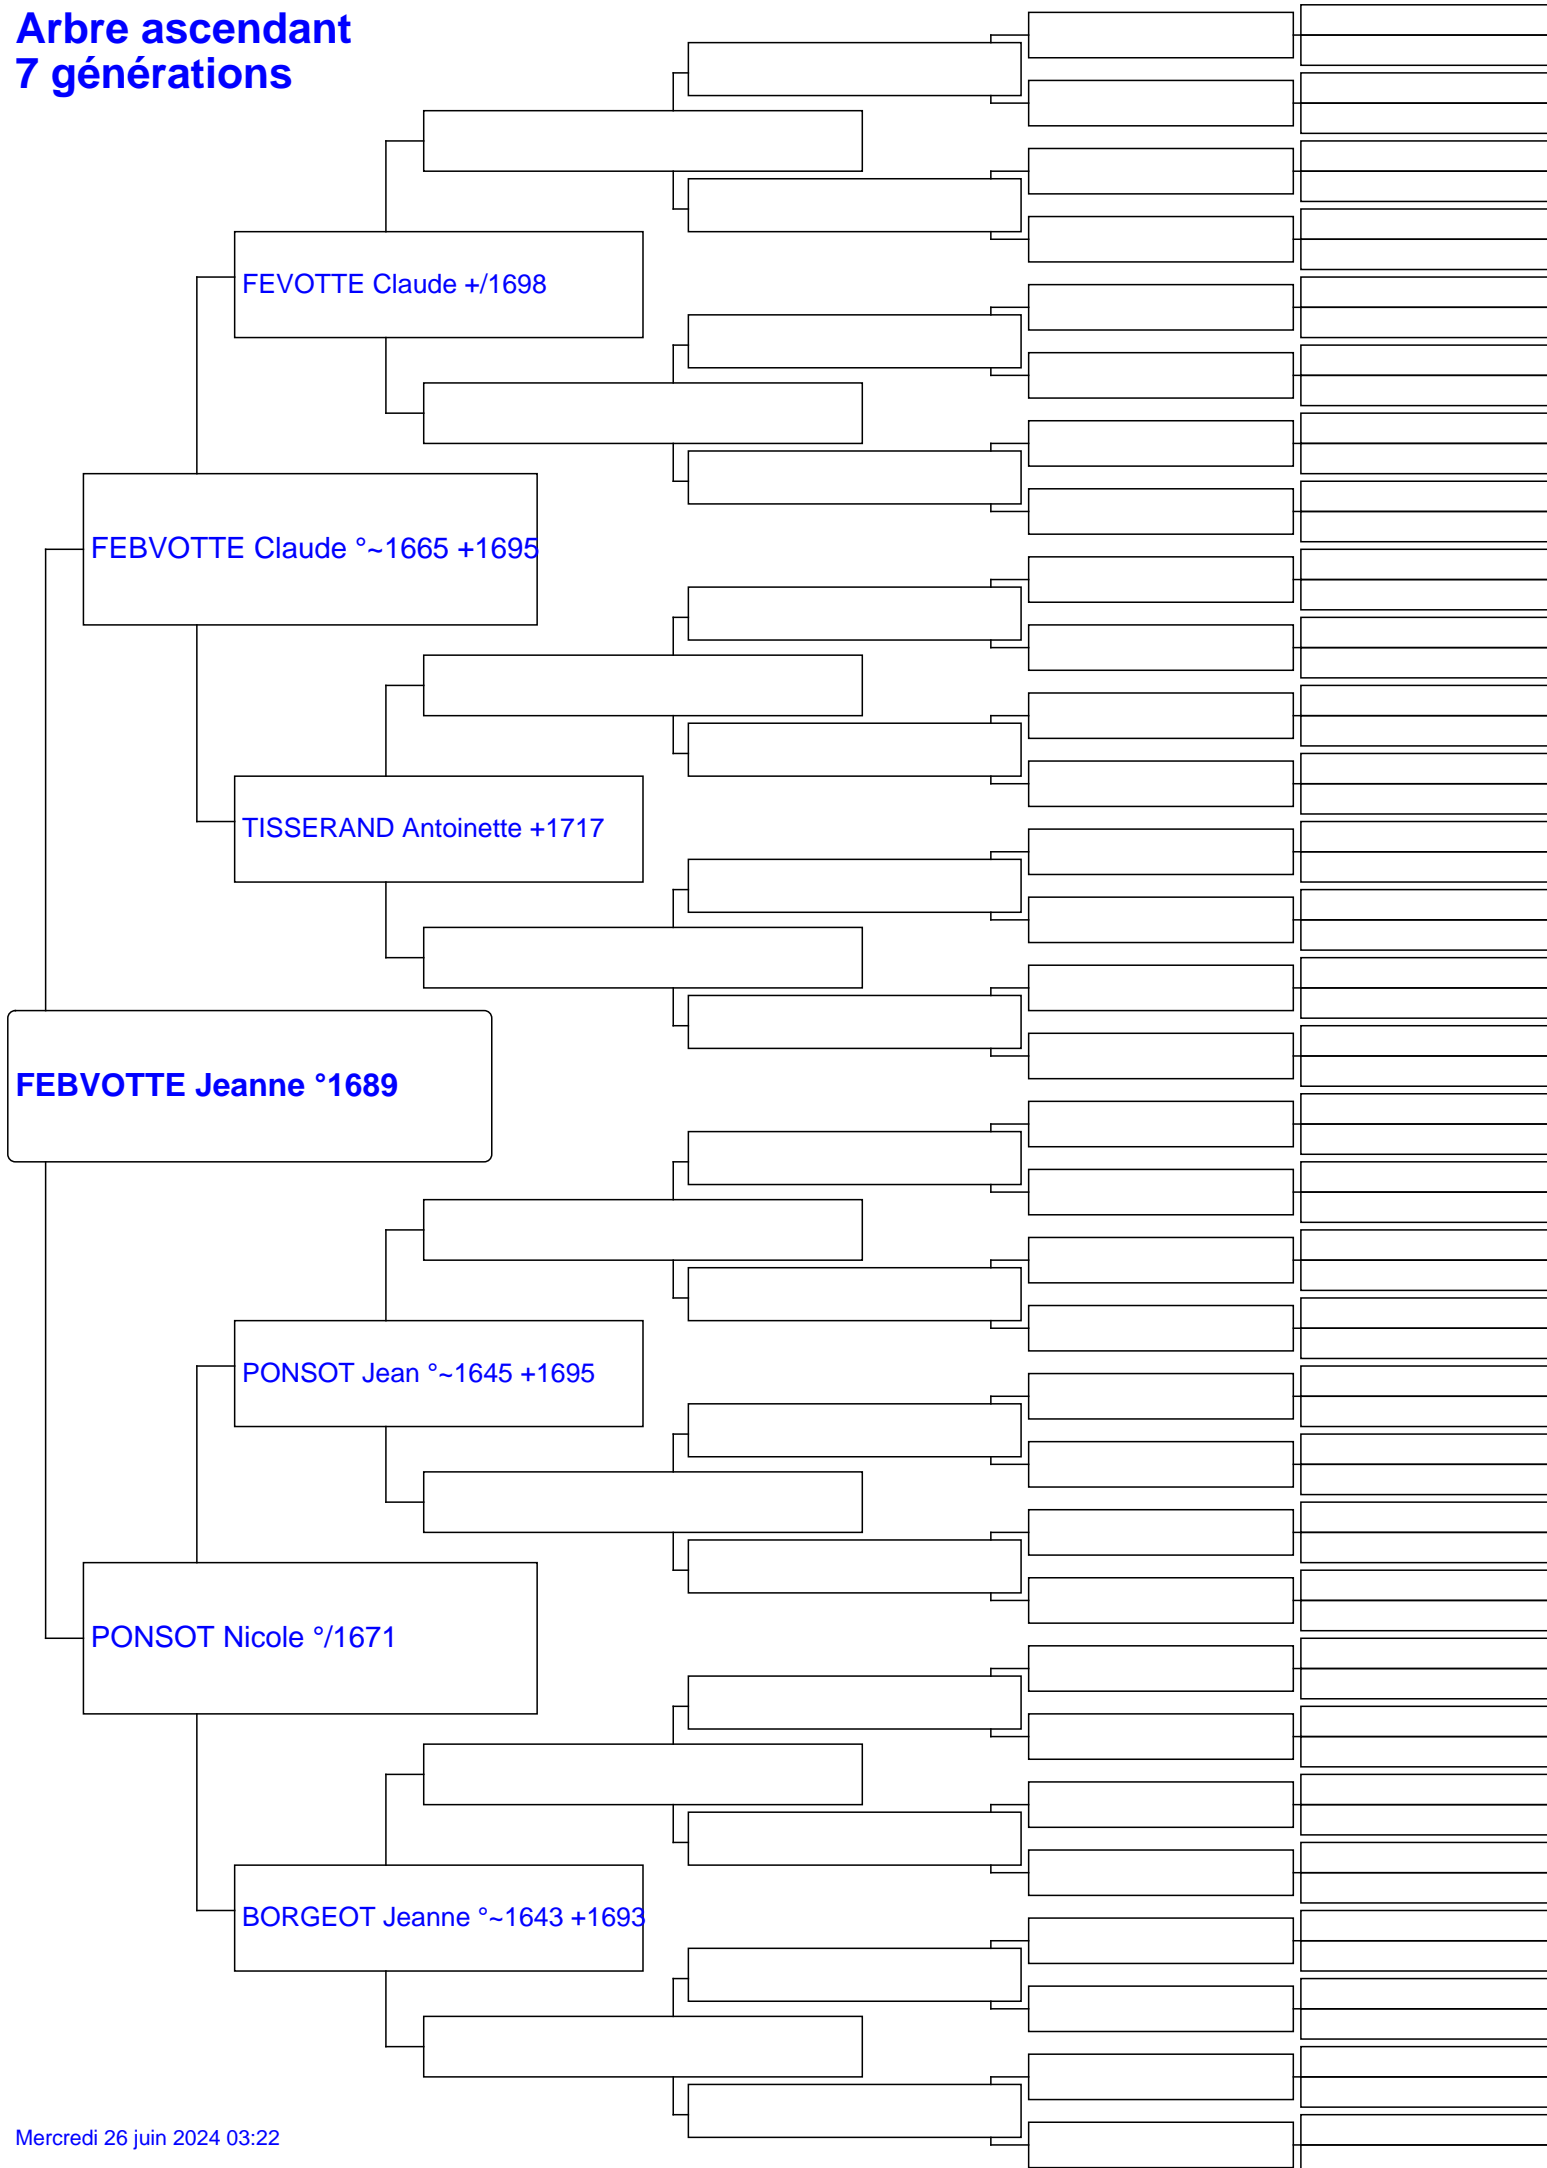 Arbre ascendant
7 générations
FEVOTTE Claude +/1698
FEBVOTTE Claude °~1665 +1695
TISSERAND Antoinette +1717
FEBVOTTE Jeanne °1689
PONSOT Jean °~1645 +1695
PONSOT Nicole °/1671
BORGEOT Jeanne °~1643 +1693
Mercredi 26 juin 2024 03:22